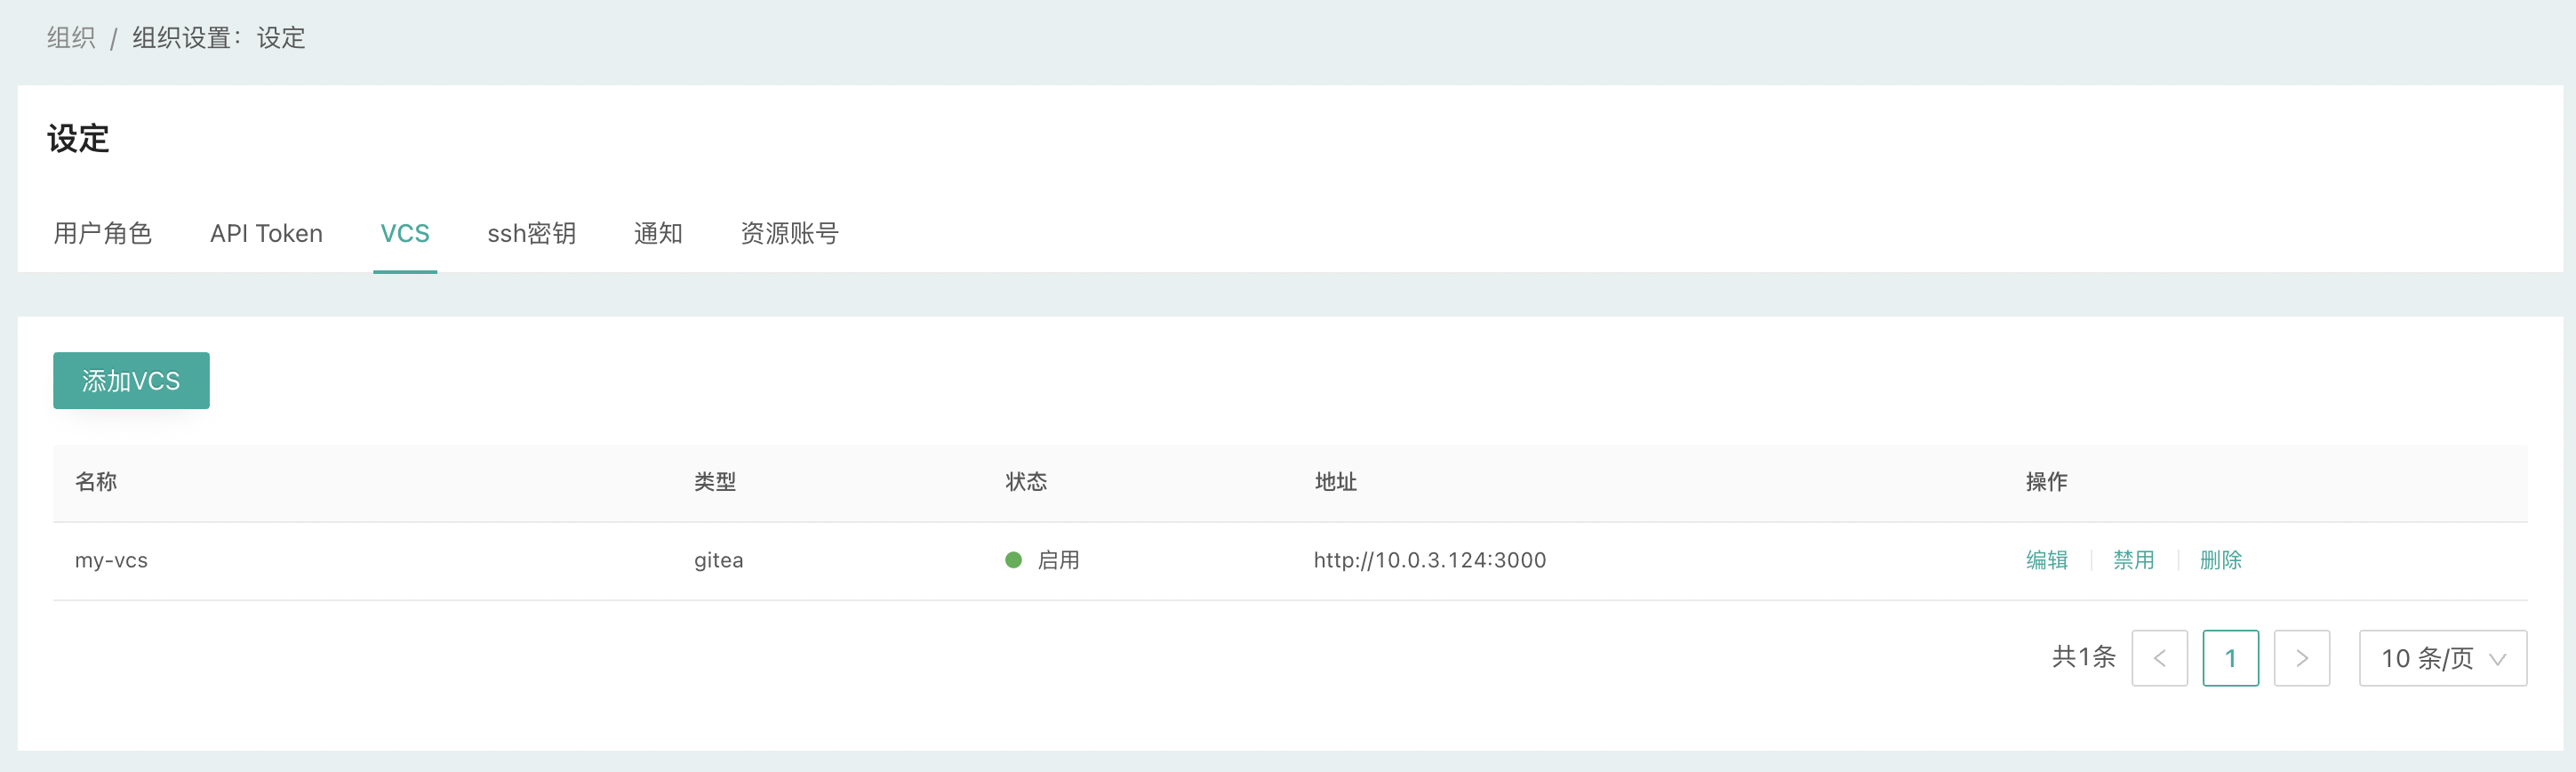 组织 / 组织设置：设定
设定
用户角色 API Token VCS ssh密钥 通知 资源账号
添加VCS
名称 类型 状态 地址 操作
my-vcs gitea 启用 http://10.0.3.124:3000 编辑 禁用 删除
共1条 < 1 > 10 条/页